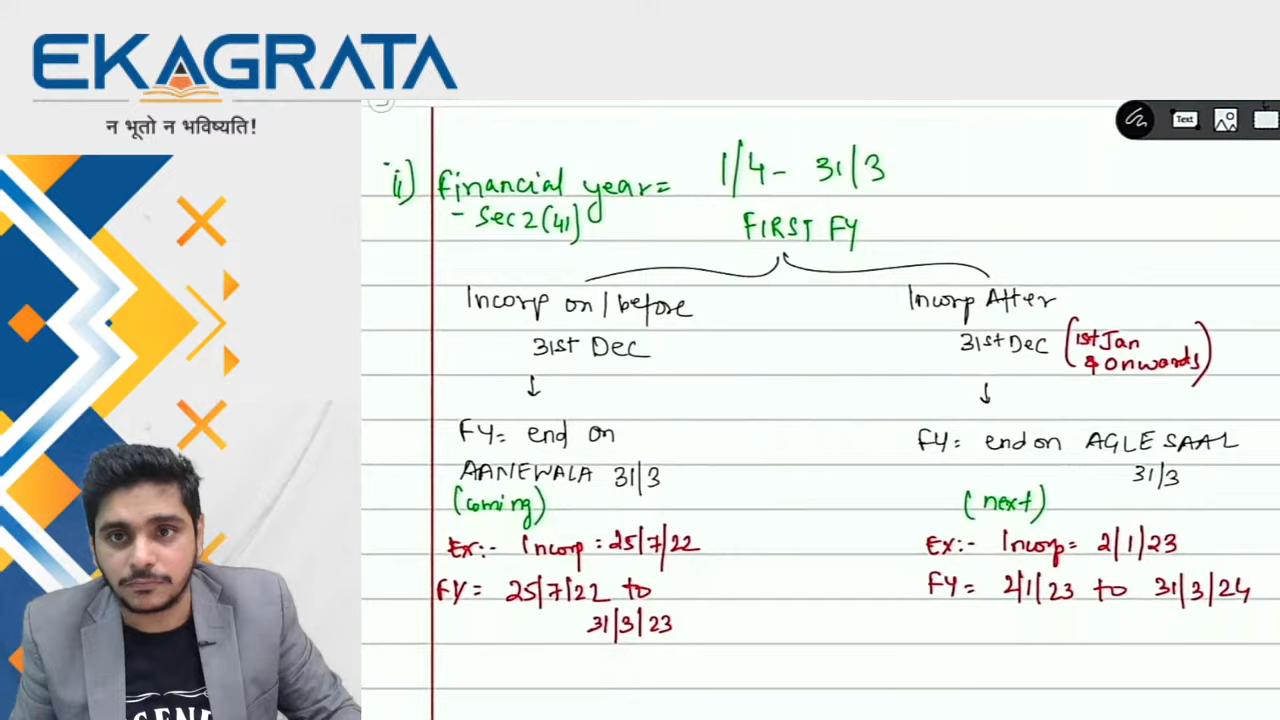 EKAGRATA
न भूतो न भविष्यति!
Text
ii) Financial year = 1/4 - 31/3
- Sec 2(41)
FIRST FY
Incorp on/before
31st Dec
↓
FY = end on
AANEWALA 31/3
(coming)
Ex:- Incorp : 25/7/22
FY = 25/7/22 to
31/3/23
Incorp After
31st Dec (1st Jan
& onwards)
↓
FY = end on AGLE SAAL
31/3
(next)
Ex:- Incorp = 2/1/23
FY = 2/1/23 to 31/3/24